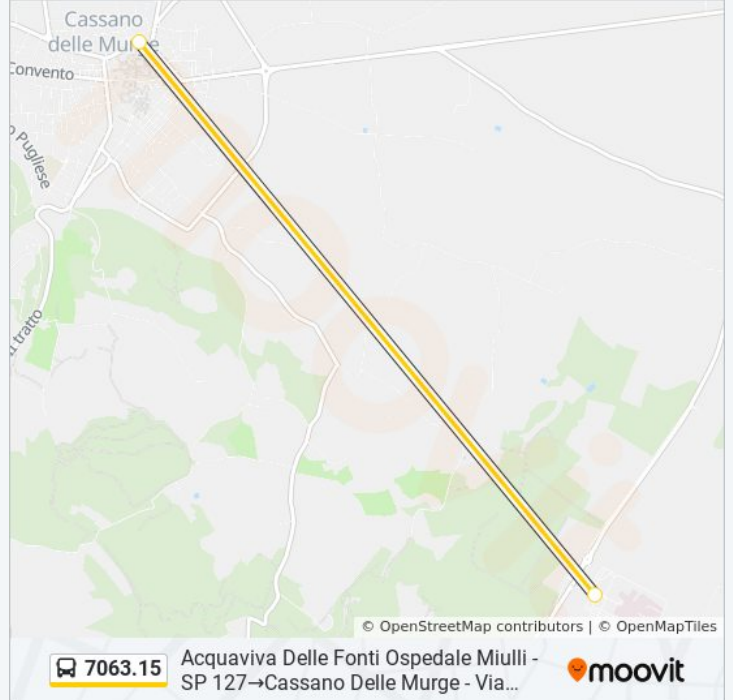 Cassano
delle Murge
Convento
o Pugliese
tratto
© OpenStreetMap contributors | © OpenMapTiles
7063.15
Acquaviva Delle Fonti Ospedale Miulli -
SP 127→Cassano Delle Murge - Via...
moovit